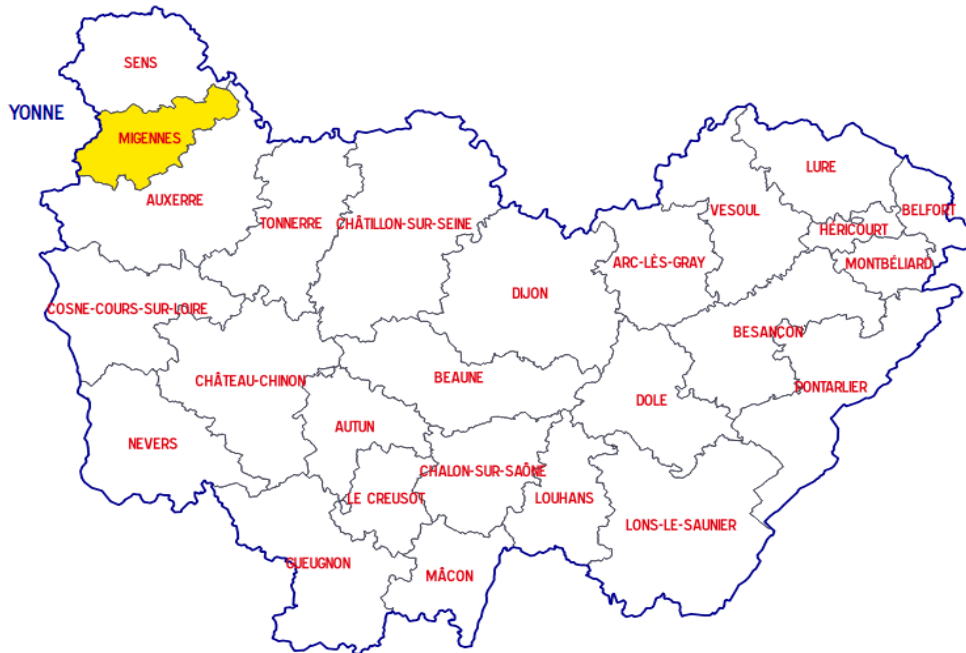 SENS
YONNE
MIGENNES
AUXERRE
TONNERRE
CHÂTILLON-SUR-SEINE
LURE
VESOUL
BELFORT
HÉRICOURT
MONTBÉLIARD
ARC-LÈS-GRAY
DIJON
COSNE-COURS-SUR-LOIRE
BESANÇON
CHÂTEAU-CHINON
BEAUNE
PONTARLIER
DOLE
AUTUN
NEVERS
CHALON-SUR-SAÔNE
LE CREUSOT
LOUHANS
LONS-LE-SAUNIER
GUEUGNON
MÂCON